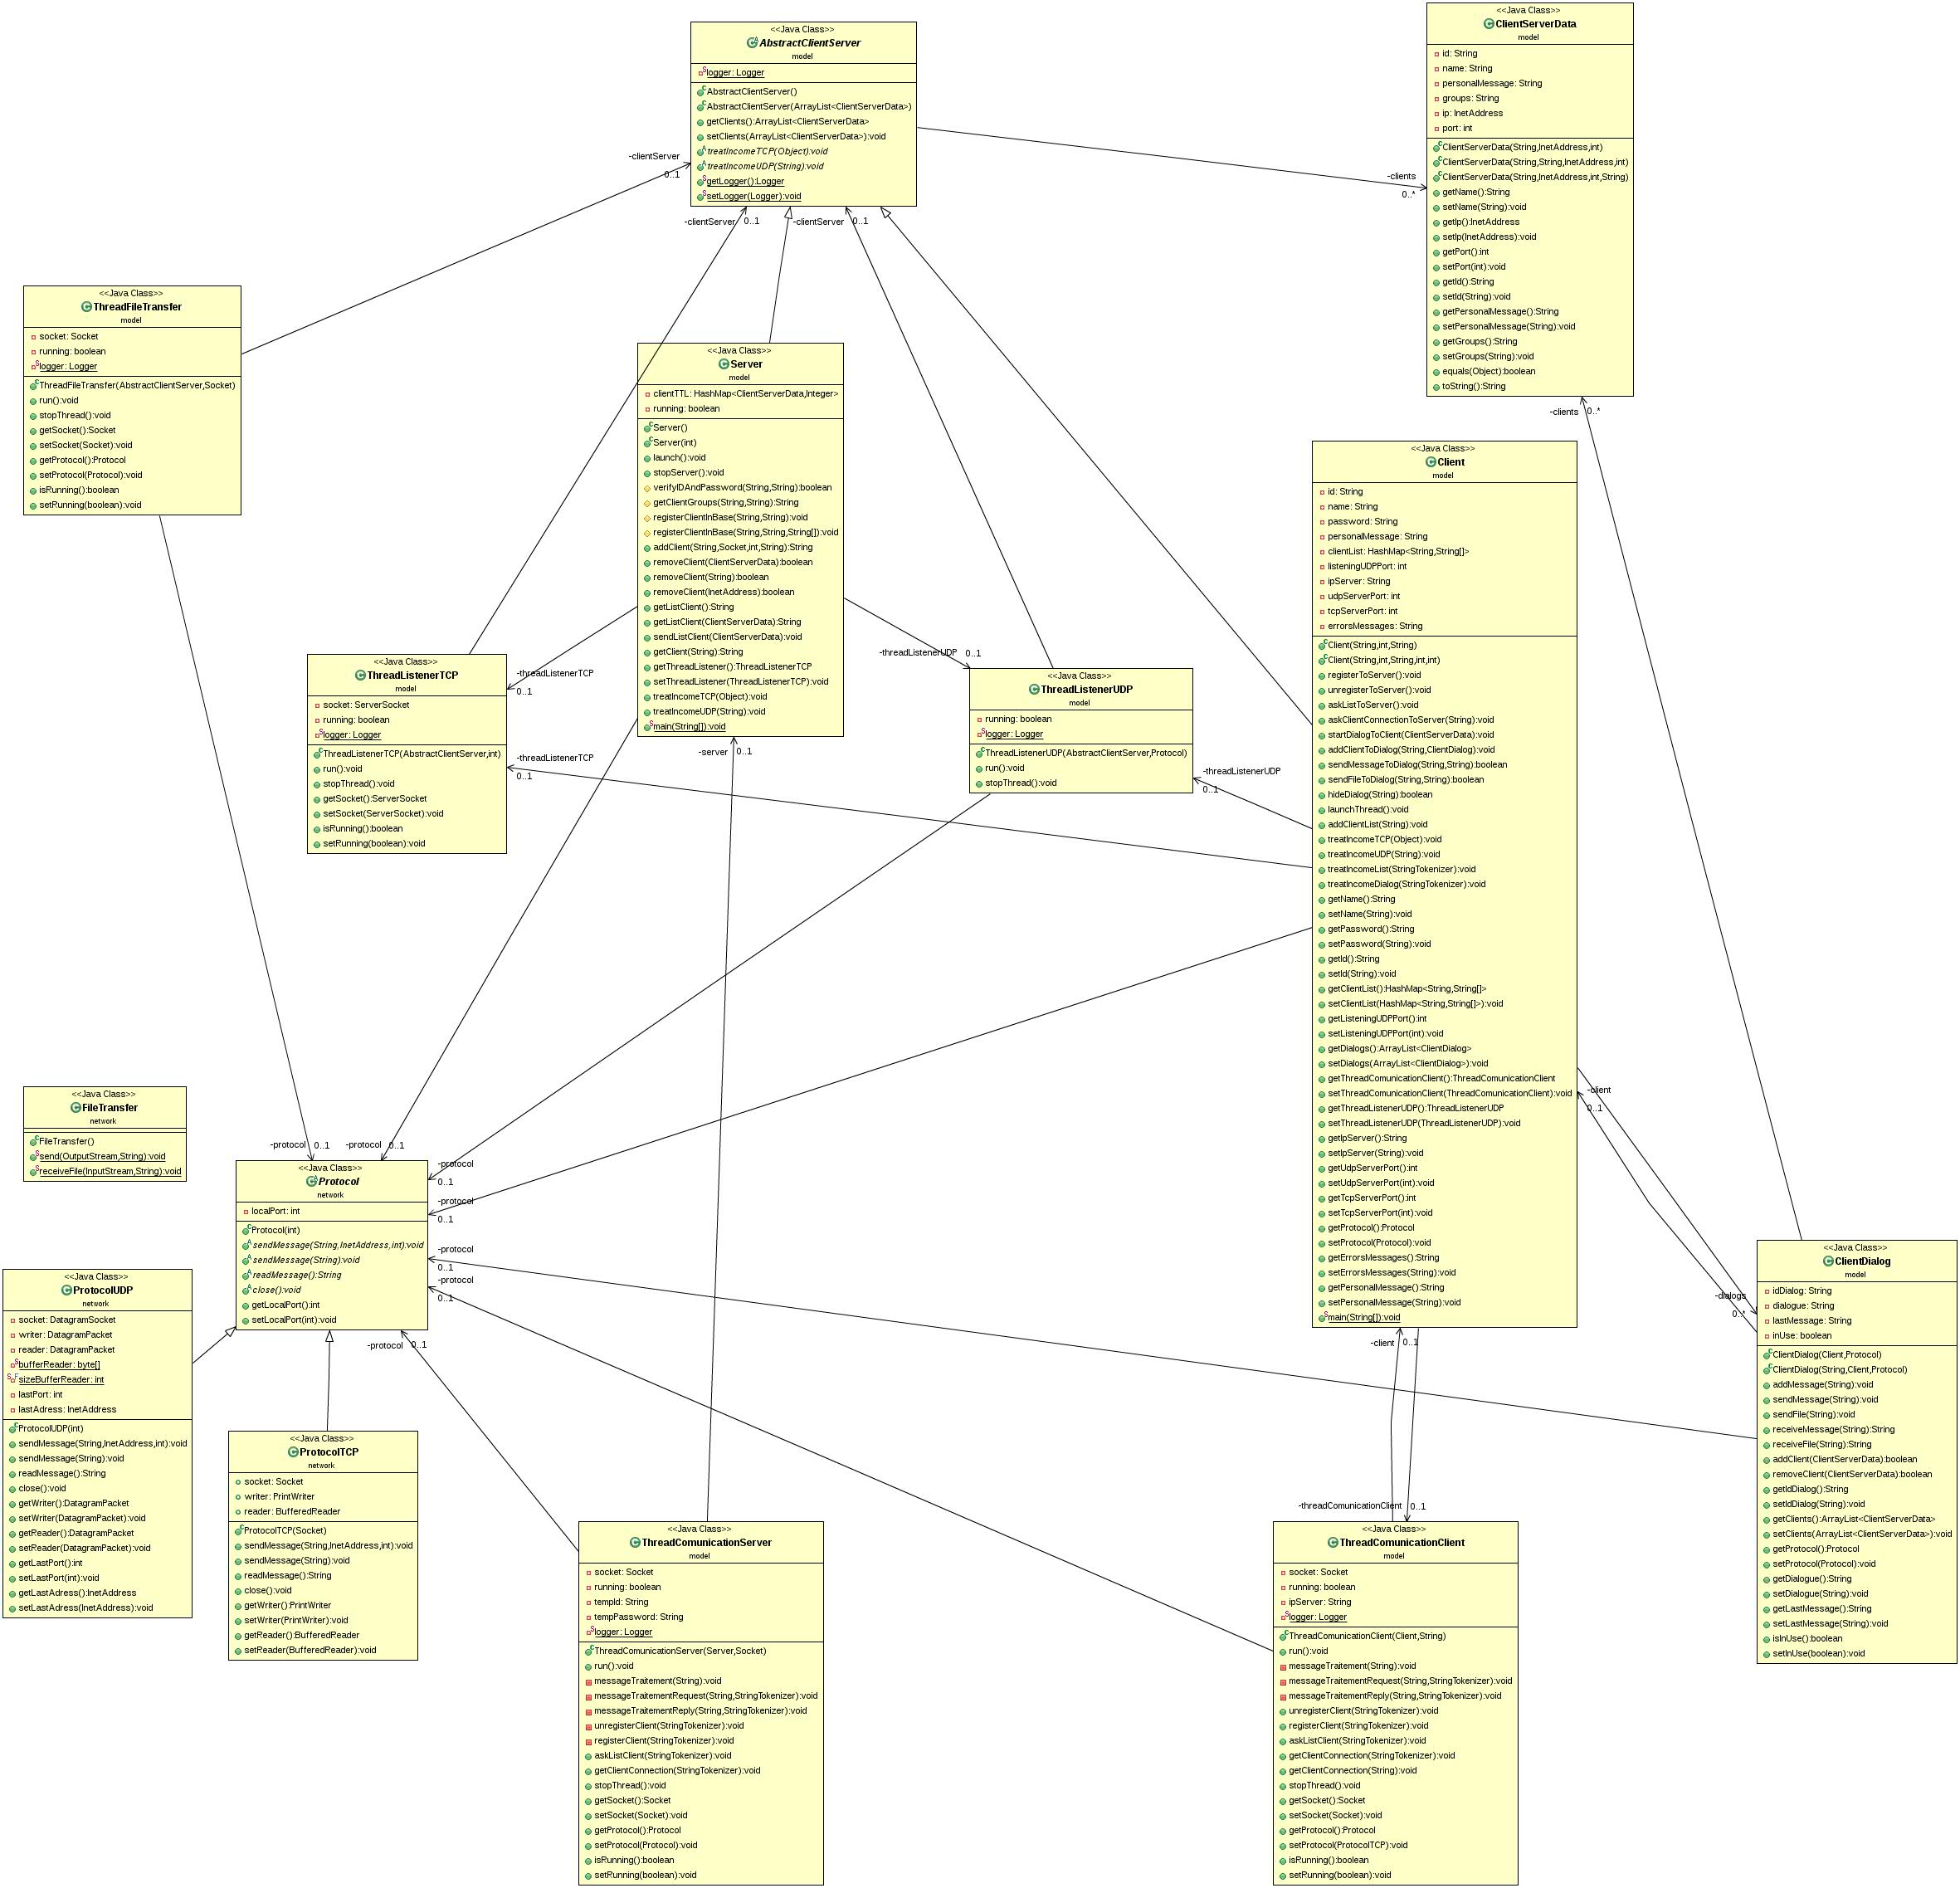 <<Java Class>>
AbstractClientServer
model
logger: Logger
AbstractClientServer()
AbstractClientServer(ArrayList<ClientServerData>)
getClients():ArrayList<ClientServerData>
setClients(ArrayList<ClientServerData>):void
treatIncomeTCP(Object):void
treatIncomeUDP(String):void
getLogger():Logger
setLogger(Logger):void
<<Java Class>>
ClientServerData
model
id: String
name: String
personalMessage: String
groups: String
ip: InetAddress
port: int
ClientServerData(String,InetAddress,int)
ClientServerData(String,String,InetAddress,int)
ClientServerData(String,InetAddress,int,String)
getName():String
setName(String):void
getIp():InetAddress
setIp(InetAddress):void
getPort():int
setPort(int):void
getId():String
setId(String):void
getPersonalMessage():String
setPersonalMessage(String):void
getGroups():String
setGroups(String):void
equals(Object):boolean
toString():String
-clientServer
0..1
-clients
0..*
-clientServer
0..1
-clientServer
0..1
-clients
0..*
<<Java Class>>
ThreadFileTransfer
model
socket: Socket
running: boolean
logger: Logger
ThreadFileTransfer(AbstractClientServer,Socket)
run():void
stopThread():void
getSocket():Socket
setSocket(Socket):void
getProtocol():Protocol
setProtocol(Protocol):void
isRunning():boolean
setRunning(boolean):void
<<Java Class>>
Server
model
clientTTL: HashMap<ClientServerData,Integer>
running: boolean
Server()
Server(int)
launch():void
stopServer():void
verifyIDAndPassword(String,String):boolean
getClientGroups(String,String):String
registerClientInBase(String,String):void
registerClientInBase(String,String,String[]):void
addClient(String,Socket,int,String):String
removeClient(ClientServerData):boolean
removeClient(String):boolean
removeClient(InetAddress):boolean
getListClient():String
getListClient(ClientServerData):String
sendListClient(ClientServerData):void
getClient(String):String
getThreadListener():ThreadListenerTCP
setThreadListener(ThreadListenerTCP):void
treatIncomeTCP(Object):void
treatIncomeUDP(String):void
main(String[]):void
<<Java Class>>
Client
model
id: String
name: String
password: String
personalMessage: String
clientList: HashMap<String,String[]>
listeningUDPPort: int
ipServer: String
udpServerPort: int
tcpServerPort: int
errorsMessages: String
Client(String,int,String)
Client(String,int,String,int,int)
registerToServer():void
unregisterToServer():void
askListToServer():void
askClientConnectionToServer(String):void
startDialogToClient(ClientServerData):void
addClientToDialog(String,ClientDialog):void
sendMessageToDialog(String,String):boolean
sendFileToDialog(String,String):boolean
hideDialog(String):boolean
launchThread():void
addClientList(String):void
treatIncomeTCP(Object):void
treatIncomeUDP(String):void
treatIncomeList(StringTokenizer):void
treatIncomeDialog(StringTokenizer):void
getName():String
setName(String):void
getPassword():String
setPassword(String):void
getId():String
setId(String):void
getClientList():HashMap<String,String[]>
setClientList(HashMap<String,String[]>):void
getListeningUDPPort():int
setListeningUDPPort(int):void
getDialogs():ArrayList<ClientDialog>
setDialogs(ArrayList<ClientDialog>):void
getThreadComunicationClient():ThreadComunicationClient
setThreadComunicationClient(ThreadComunicationClient):void
getThreadListenerUDP():ThreadListenerUDP
setThreadListenerUDP(ThreadListenerUDP):void
getIpServer():String
setIpServer(String):void
getUdpServerPort():int
setUdpServerPort(int):void
getTcpServerPort():int
setTcpServerPort(int):void
getProtocol():Protocol
setProtocol(Protocol):void
getErrorsMessages():String
setErrorsMessages(String):void
getPersonalMessage():String
setPersonalMessage(String):void
main(String[]):void
<<Java Class>>
ThreadListenerTCP
model
socket: ServerSocket
running: boolean
logger: Logger
ThreadListenerTCP(AbstractClientServer,int)
run():void
stopThread():void
getSocket():ServerSocket
setSocket(ServerSocket):void
isRunning():boolean
setRunning(boolean):void
-threadListenerTCP
0..1
-threadListenerTCP
0..1
-threadListenerUDP
0..1
<<Java Class>>
ThreadListenerUDP
model
running: boolean
logger: Logger
ThreadListenerUDP(AbstractClientServer,Protocol)
run():void
stopThread():void
-server
0..1
-threadListenerUDP
0..1
<<Java Class>>
FileTransfer
network
FileTransfer()
send(OutputStream,String):void
receiveFile(InputStream,String):void
-protocol
0..1
-protocol
0..1
-protocol
0..1
-protocol
0..1
-protocol
0..1
-protocol
0..1
-protocol
0..1
<<Java Class>>
Protocol
network
localPort: int
Protocol(int)
sendMessage(String,InetAddress,int):void
sendMessage(String):void
readMessage():String
close():void
getLocalPort():int
setLocalPort(int):void
<<Java Class>>
ProtocolUDP
network
socket: DatagramSocket
writer: DatagramPacket
reader: DatagramPacket
bufferReader: byte[]
sizeBufferReader: int
lastPort: int
lastAdress: InetAddress
ProtocolUDP(int)
sendMessage(String,InetAddress,int):void
sendMessage(String):void
readMessage():String
close():void
getWriter():DatagramPacket
setWriter(DatagramPacket):void
getReader():DatagramPacket
setReader(DatagramPacket):void
getLastPort():int
setLastPort(int):void
getLastAdress():InetAddress
setLastAdress(InetAddress):void
<<Java Class>>
ProtocolTCP
network
socket: Socket
writer: PrintWriter
reader: BufferedReader
ProtocolTCP(Socket)
sendMessage(String,InetAddress,int):void
sendMessage(String):void
readMessage():String
close():void
getWriter():PrintWriter
setWriter(PrintWriter):void
getReader():BufferedReader
setReader(BufferedReader):void
-client
0..1
-dialogs
0..*
-client
0..1
-threadComunicationClient
0..1
<<Java Class>>
ClientDialog
model
idDialog: String
dialogue: String
lastMessage: String
inUse: boolean
ClientDialog(Client,Protocol)
ClientDialog(String,Client,Protocol)
addMessage(String):void
sendMessage(String):void
sendFile(String):void
receiveMessage(String):String
receiveFile(String):String
addClient(ClientServerData):boolean
removeClient(ClientServerData):boolean
getIdDialog():String
setIdDialog(String):void
getClients():ArrayList<ClientServerData>
setClients(ArrayList<ClientServerData>):void
getProtocol():Protocol
setProtocol(Protocol):void
getDialogue():String
setDialogue(String):void
getLastMessage():String
setLastMessage(String):void
isInUse():boolean
setInUse(boolean):void
<<Java Class>>
ThreadComunicationServer
model
socket: Socket
running: boolean
tempId: String
tempPassword: String
logger: Logger
ThreadComunicationServer(Server,Socket)
run():void
messageTraitement(String):void
messageTraitementRequest(String,StringTokenizer):void
messageTraitementReply(String,StringTokenizer):void
unregisterClient(StringTokenizer):void
registerClient(StringTokenizer):void
askListClient(StringTokenizer):void
getClientConnection(StringTokenizer):void
stopThread():void
getSocket():Socket
setSocket(Socket):void
getProtocol():Protocol
setProtocol(Protocol):void
isRunning():boolean
setRunning(boolean):void
<<Java Class>>
ThreadComunicationClient
model
socket: Socket
running: boolean
ipServer: String
logger: Logger
ThreadComunicationClient(Client,String)
run():void
messageTraitement(String):void
messageTraitementRequest(String,StringTokenizer):void
messageTraitementReply(String,StringTokenizer):void
unregisterClient(StringTokenizer):void
registerClient(StringTokenizer):void
askListClient(StringTokenizer):void
getClientConnection(StringTokenizer):void
getClientConnection(String):void
stopThread():void
getSocket():Socket
setSocket(Socket):void
getProtocol():Protocol
setProtocol(ProtocolTCP):void
isRunning():boolean
setRunning(boolean):void